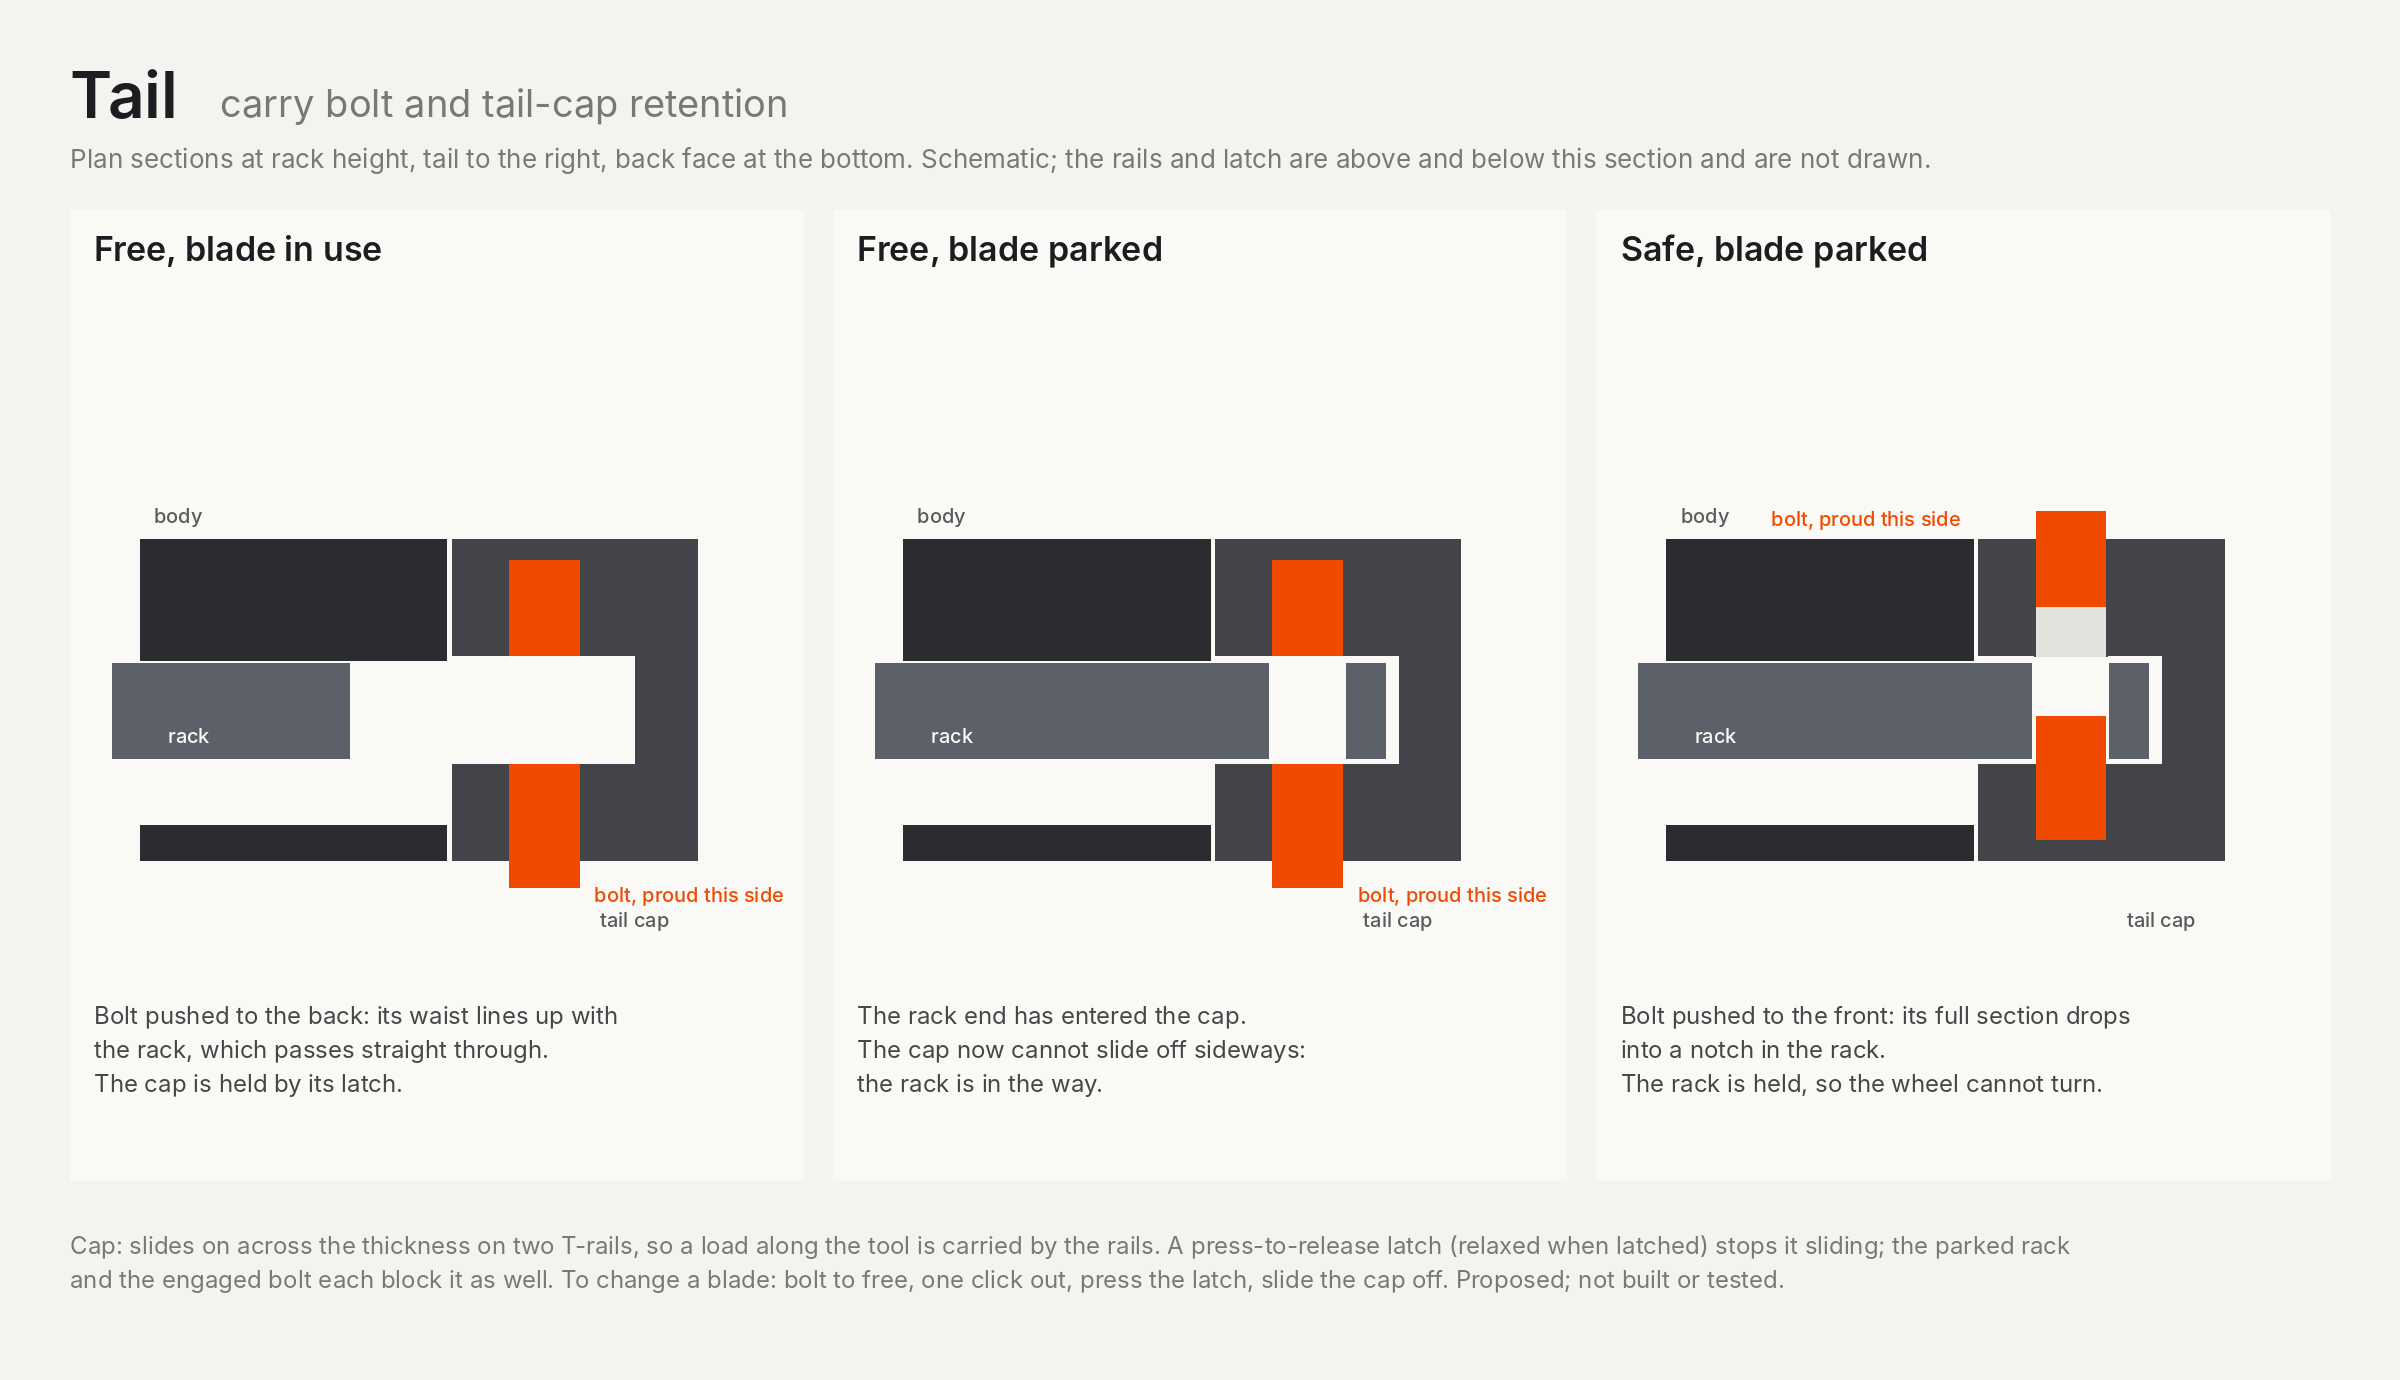 Tail carry bolt and tail-cap retention
Plan sections at rack height, tail to the right, back face at the bottom. Schematic; the rails and latch are above and below this section and are not drawn.
Free, blade in use
body
rack
bolt, proud this side
tail cap
Bolt pushed to the back: its waist lines up with
the rack, which passes straight through.
The cap is held by its latch.
Free, blade parked
body
rack
bolt, proud this side
tail cap
The rack end has entered the cap.
The cap now cannot slide off sideways:
the rack is in the way.
Safe, blade parked
body
bolt, proud this side
rack
tail cap
Bolt pushed to the front: its full section drops
into a notch in the rack.
The rack is held, so the wheel cannot turn.
Cap: slides on across the thickness on two T-rails, so a load along the tool is carried by the rails. A press-to-release latch (relaxed when latched) stops it sliding; the parked rack
and the engaged bolt each block it as well. To change a blade: bolt to free, one click out, press the latch, slide the cap off. Proposed; not built or tested.